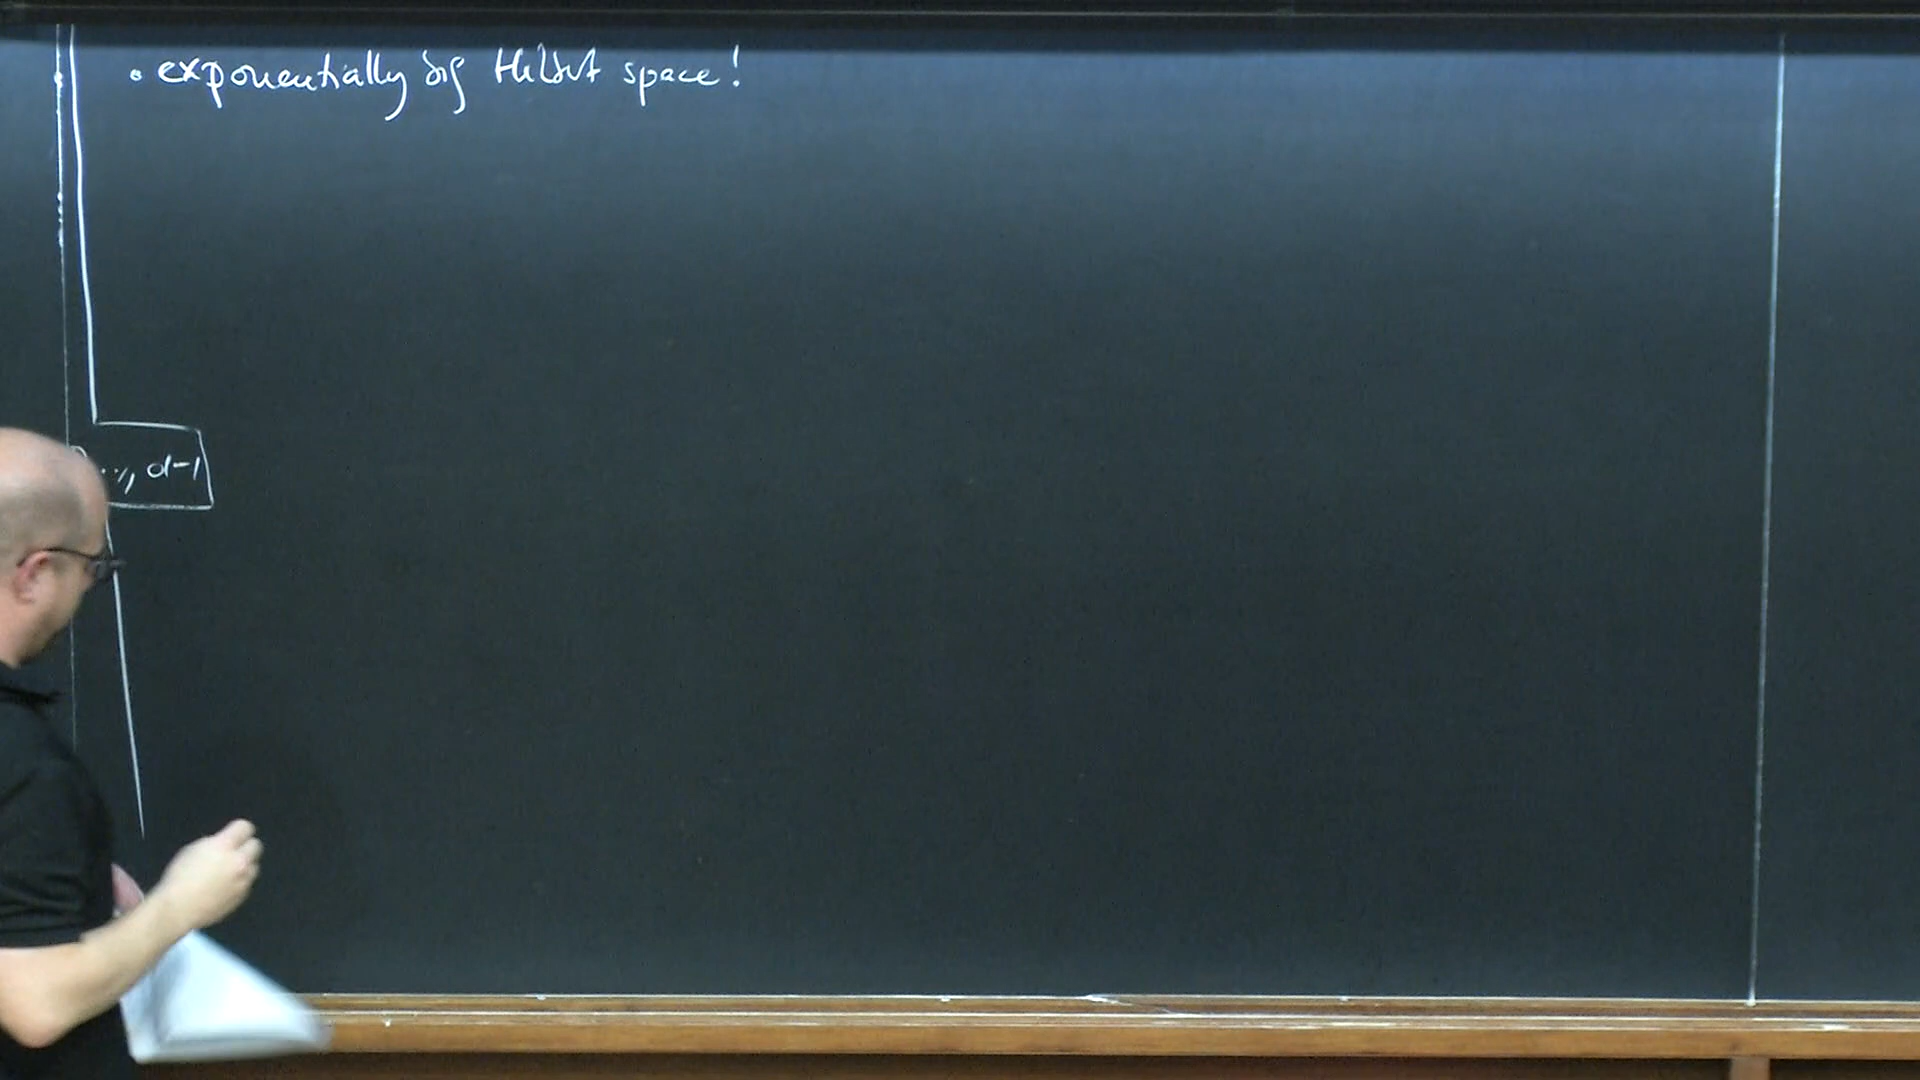 • exponentially big Hilbert space!
..., d-1